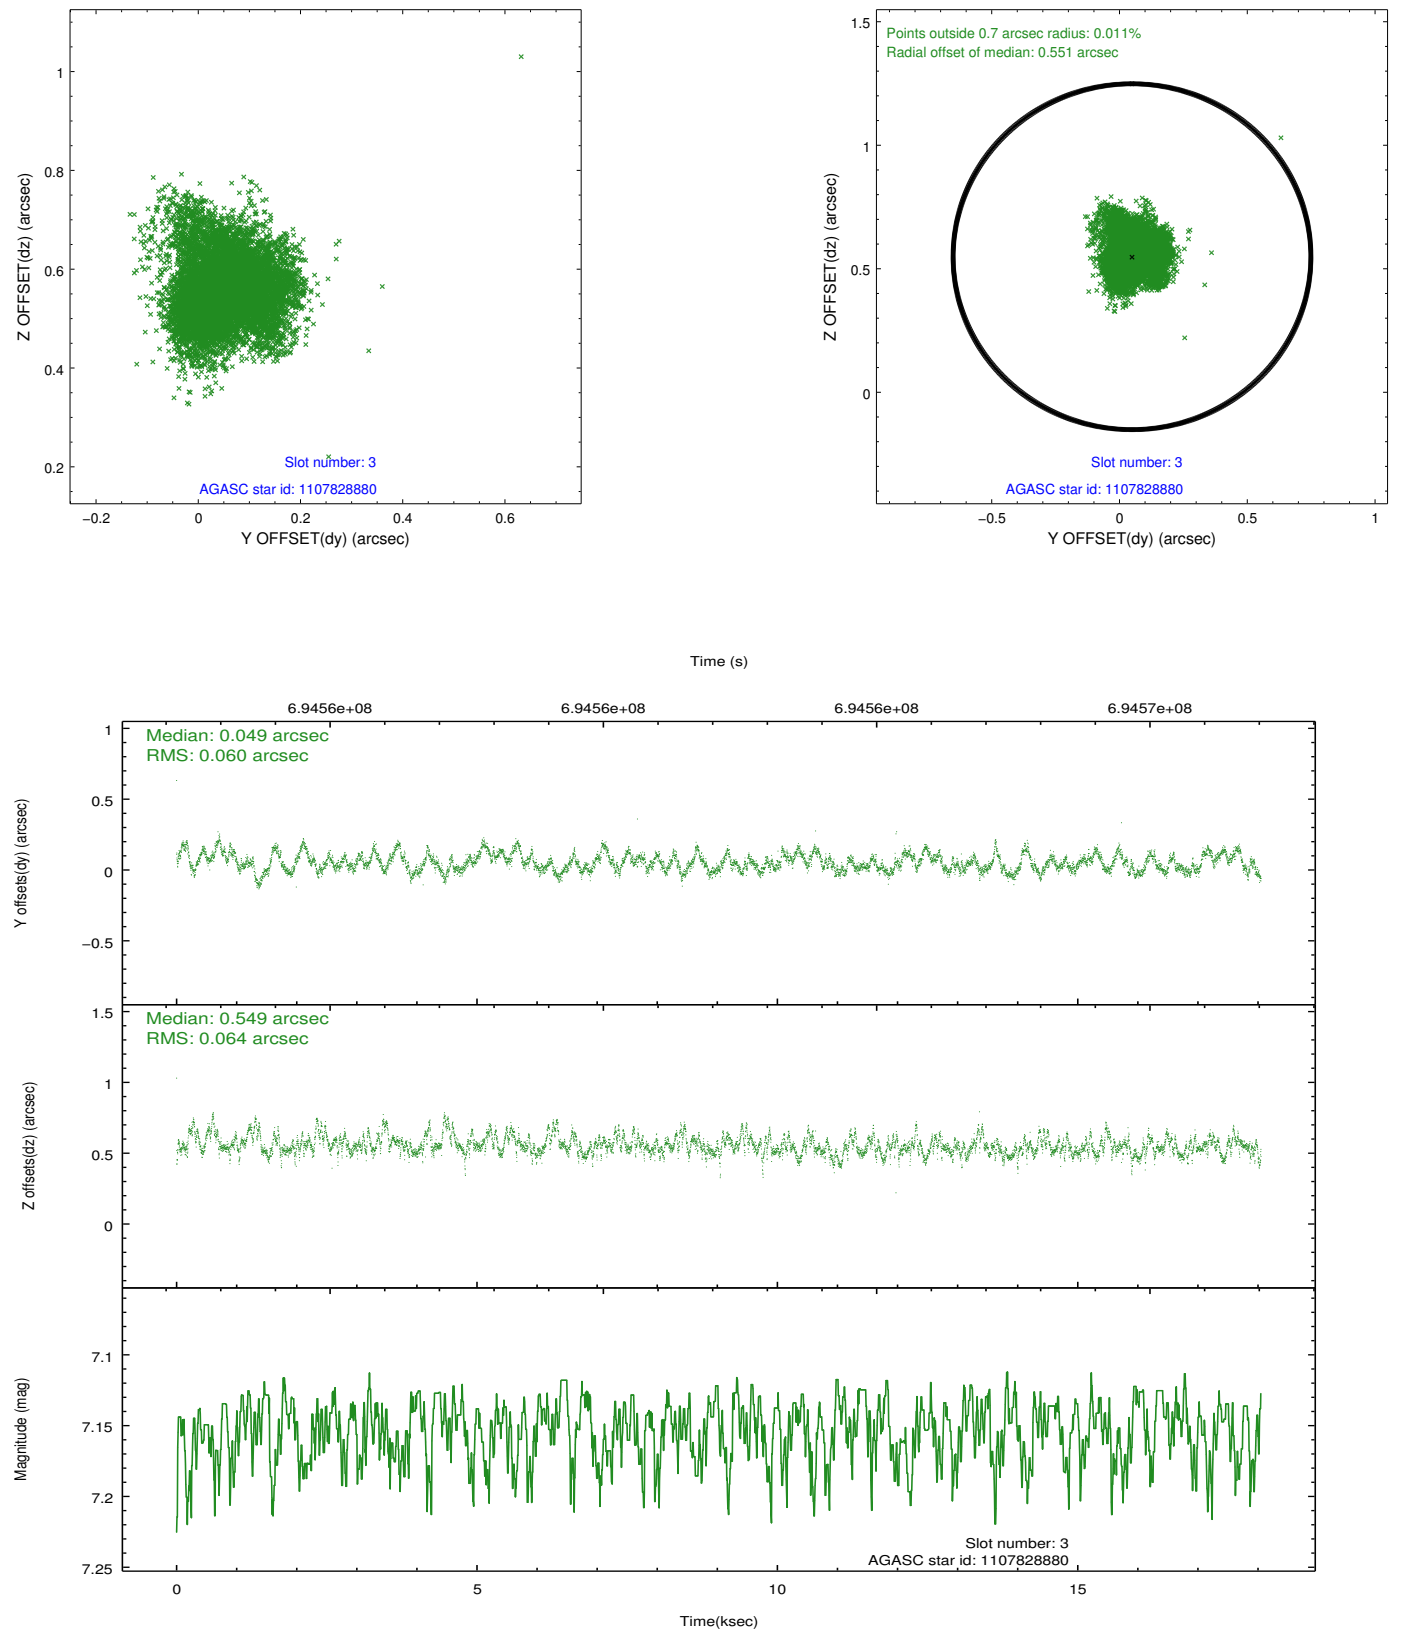 1
0.8
0.6
0.4
0.2
−0.2
0
0.2
0.4
0.6
Z OFFSET(dz) (arcsec)
Y OFFSET(dy) (arcsec)
Slot number: 3
AGASC star id: 1107828880
Points outside 0.7 arcsec radius: 0.011%
Radial offset of median: 0.551 arcsec
1.5
1
0.5
0
−0.5
0
0.5
1
Z OFFSET(dz) (arcsec)
Y OFFSET(dy) (arcsec)
Slot number: 3
AGASC star id: 1107828880
Time (s)
6.9456e+08
6.9456e+08
6.9456e+08
6.9457e+08
Median: 0.049 arcsec
RMS: 0.060 arcsec
1
0.5
0
−0.5
Y offsets(dy) (arcsec)
Median: 0.549 arcsec
RMS: 0.064 arcsec
1.5
1
0.5
0
Z offsets(dz) (arcsec)
7.1
7.15
7.2
7.25
Magnitude (mag)
Slot number: 3
AGASC star id: 1107828880
0
5
10
15
Time(ksec)